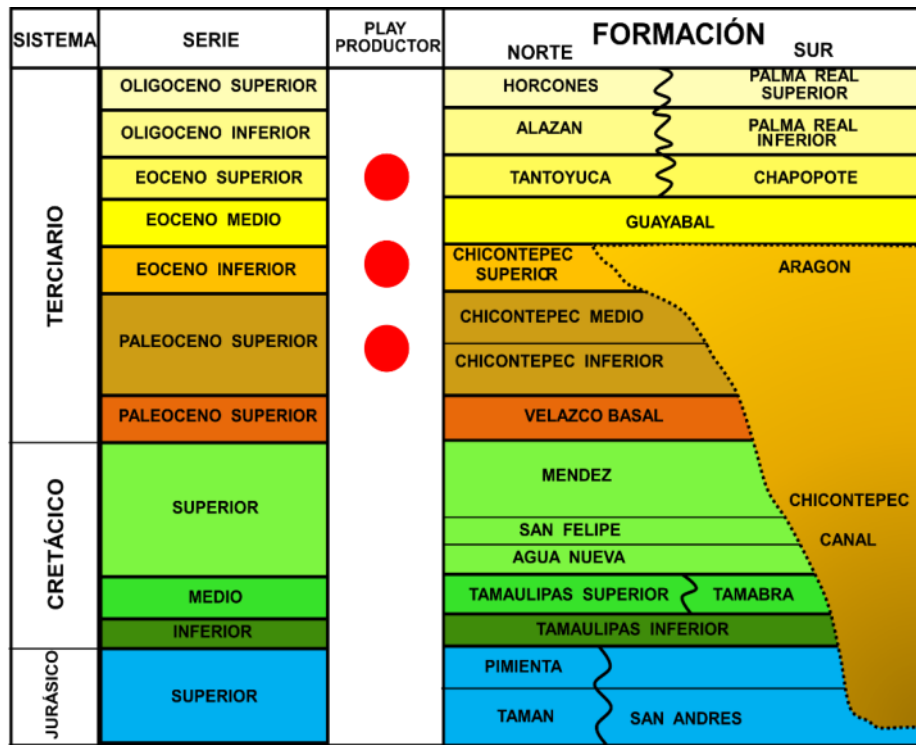 SISTEMA
SERIE
PLAY
PRODUCTOR
FORMACIÓN
NORTE
SUR
TERCIARIO
OLIGOCENO SUPERIOR
HORCONES
PALMA REAL
SUPERIOR
OLIGOCENO INFERIOR
ALAZAN
PALMA REAL
INFERIOR
EOCENO SUPERIOR
TANTOYUCA
CHAPOPOTE
EOCENO MEDIO
GUAYABAL
EOCENO INFERIOR
CHICONTEPEC
SUPERIOR
ARAGON
PALEOCENO SUPERIOR
CHICONTEPEC MEDIO
CHICONTEPEC INFERIOR
PALEOCENO SUPERIOR
VELAZCO BASAL
CRETÁCICO
SUPERIOR
MENDEZ
SAN FELIPE
AGUA NUEVA
CHICONTEPEC
CANAL
MEDIO
TAMAULIPAS SUPERIOR
TAMABRA
INFERIOR
TAMAULIPAS INFERIOR
JURÁSICO
SUPERIOR
PIMIENTA
TAMAN
SAN ANDRES